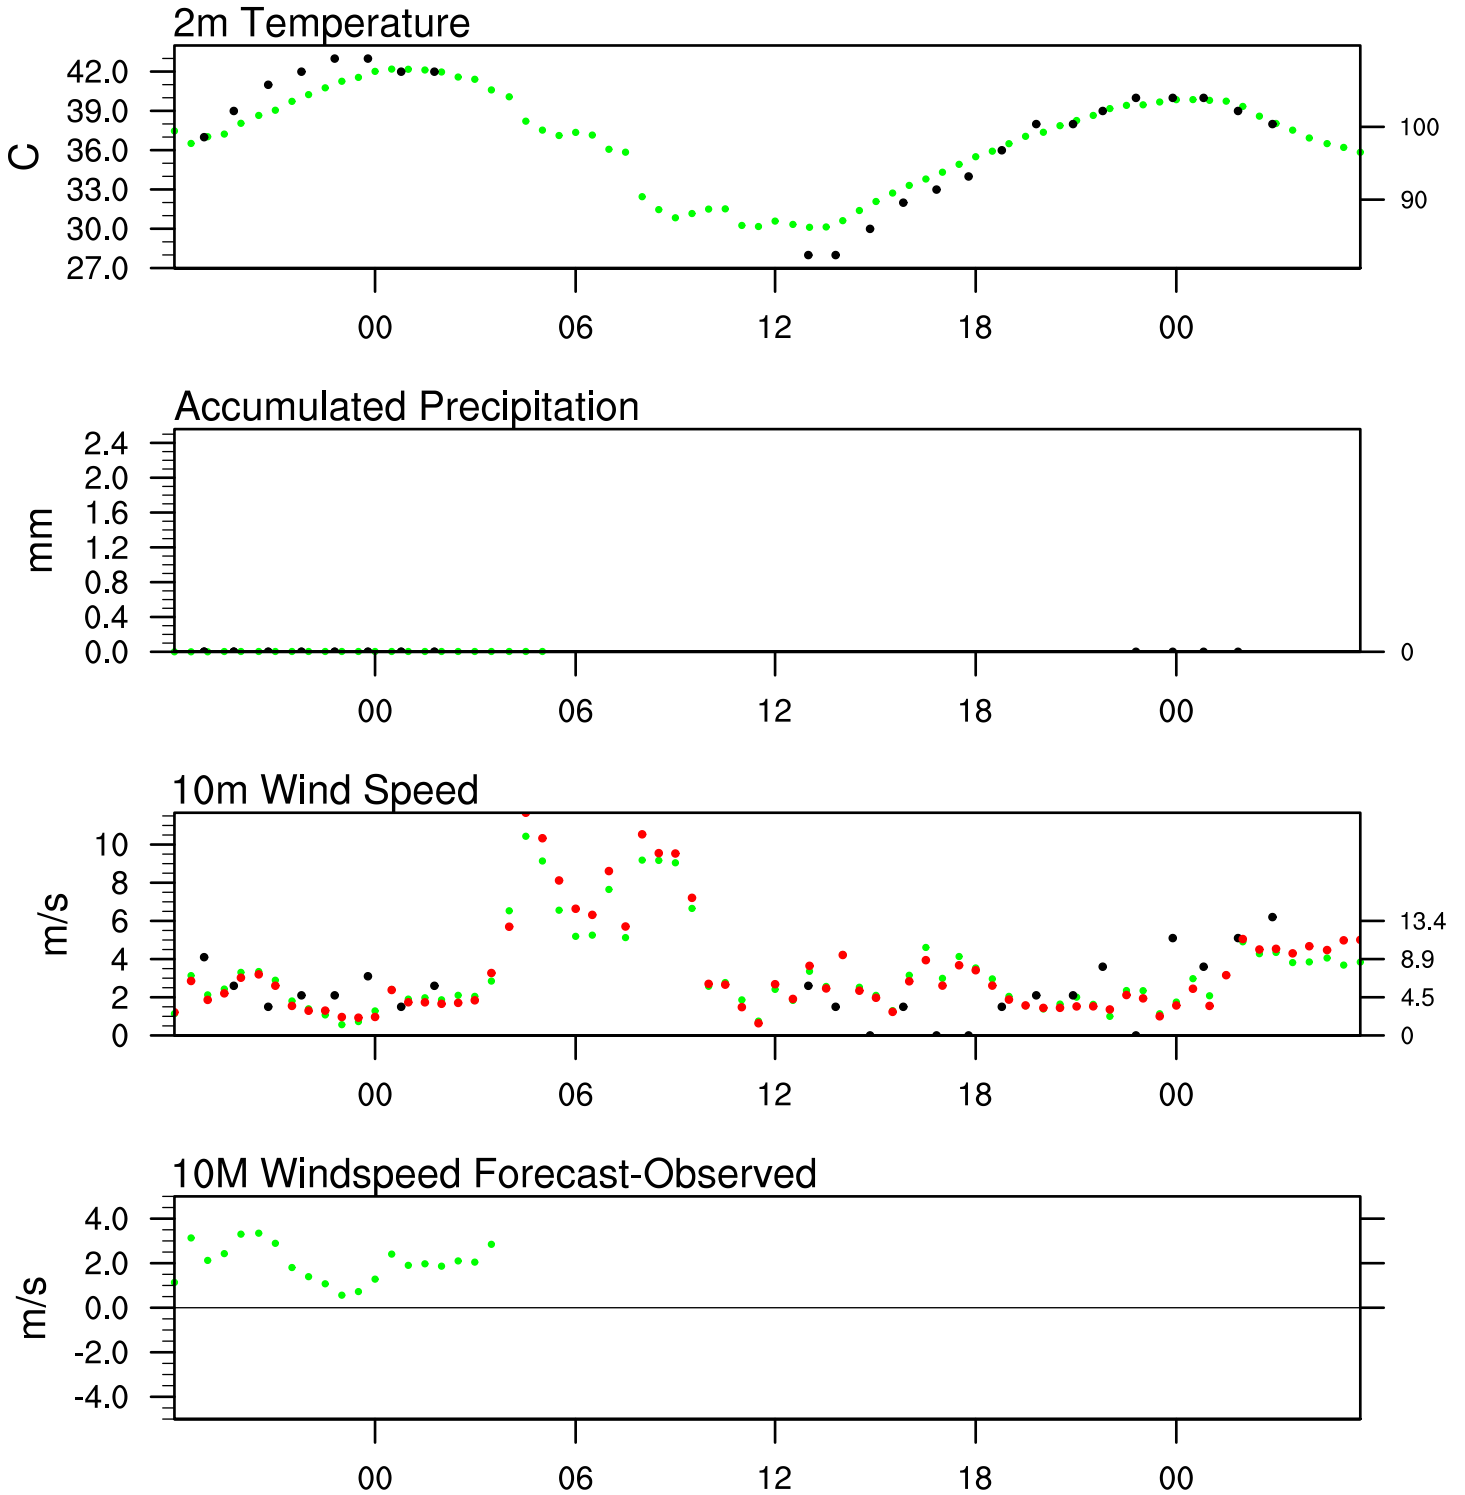 2m Temperature
42.0
39.0
36.0
33.0
30.0
27.0
C
100
90
00 06 12 18 00
Accumulated Precipitation
2.4
2.0
1.6
1.2
0.8
0.4
0.0
mm
0
00 06 12 18 00
10m Wind Speed
10
8
6
4
2
0
m/s
13.4
8.9
4.5
0
00 06 12 18 00
10M Windspeed Forecast-Observed
4.0
2.0
0.0
-2.0
-4.0
m/s
00 06 12 18 00